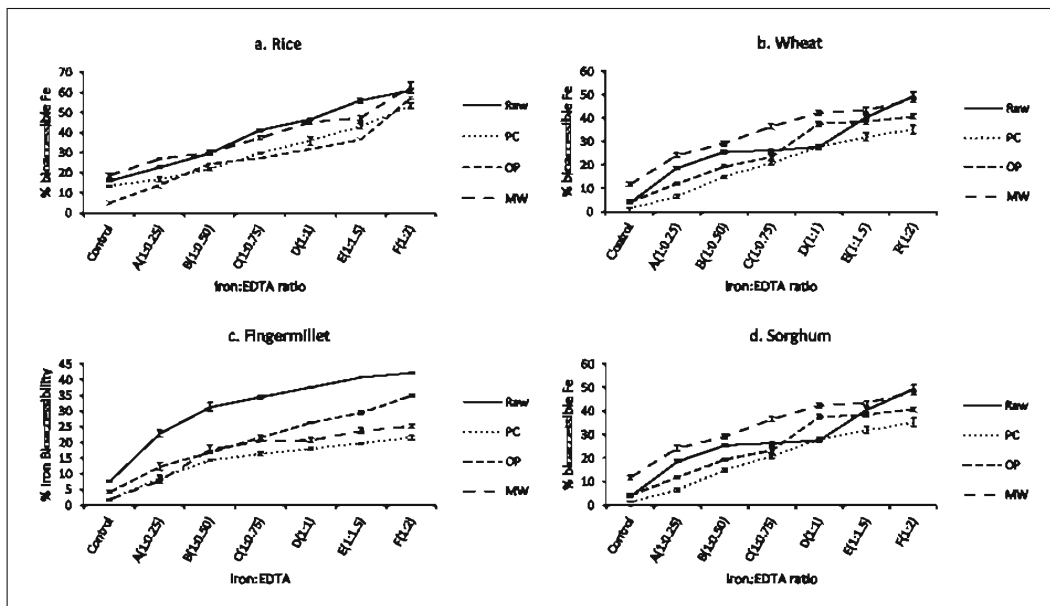 a. Rice
% bioaccessible Fe
70
60
50
40
30
20
10
0
Control
A(1:0.25)
B(1:0.50)
C(1:0.75)
D(1:1)
E(1:1.5)
F(1:2)
Iron:EDTA ratio
Raw
PC
OP
MW
b. Wheat
% bioaccessible Fe
60
50
40
30
20
10
0
Control
A(1:0.25)
B(1:0.50)
C(1:0.75)
D(1:1)
E(1:1.5)
F(1:2)
Iron:EDTA ratio
Raw
PC
OP
MW
c. Fingermillet
% Iron Bioaccessibility
45
40
35
30
25
20
15
10
5
0
Control
A(1:0.25)
B(1:0.50)
C(1:0.75)
D(1:1)
E(1:1.5)
F(1:2)
Iron:EDTA
Raw
PC
OP
MW
d. Sorghum
% bioaccessible Fe
60
50
40
30
20
10
0
Control
A(1:0.25)
B(1:0.50)
C(1:0.75)
D(1:1)
E(1:1.5)
F(1:2)
Iron:EDTA ratio
Raw
PC
OP
MW